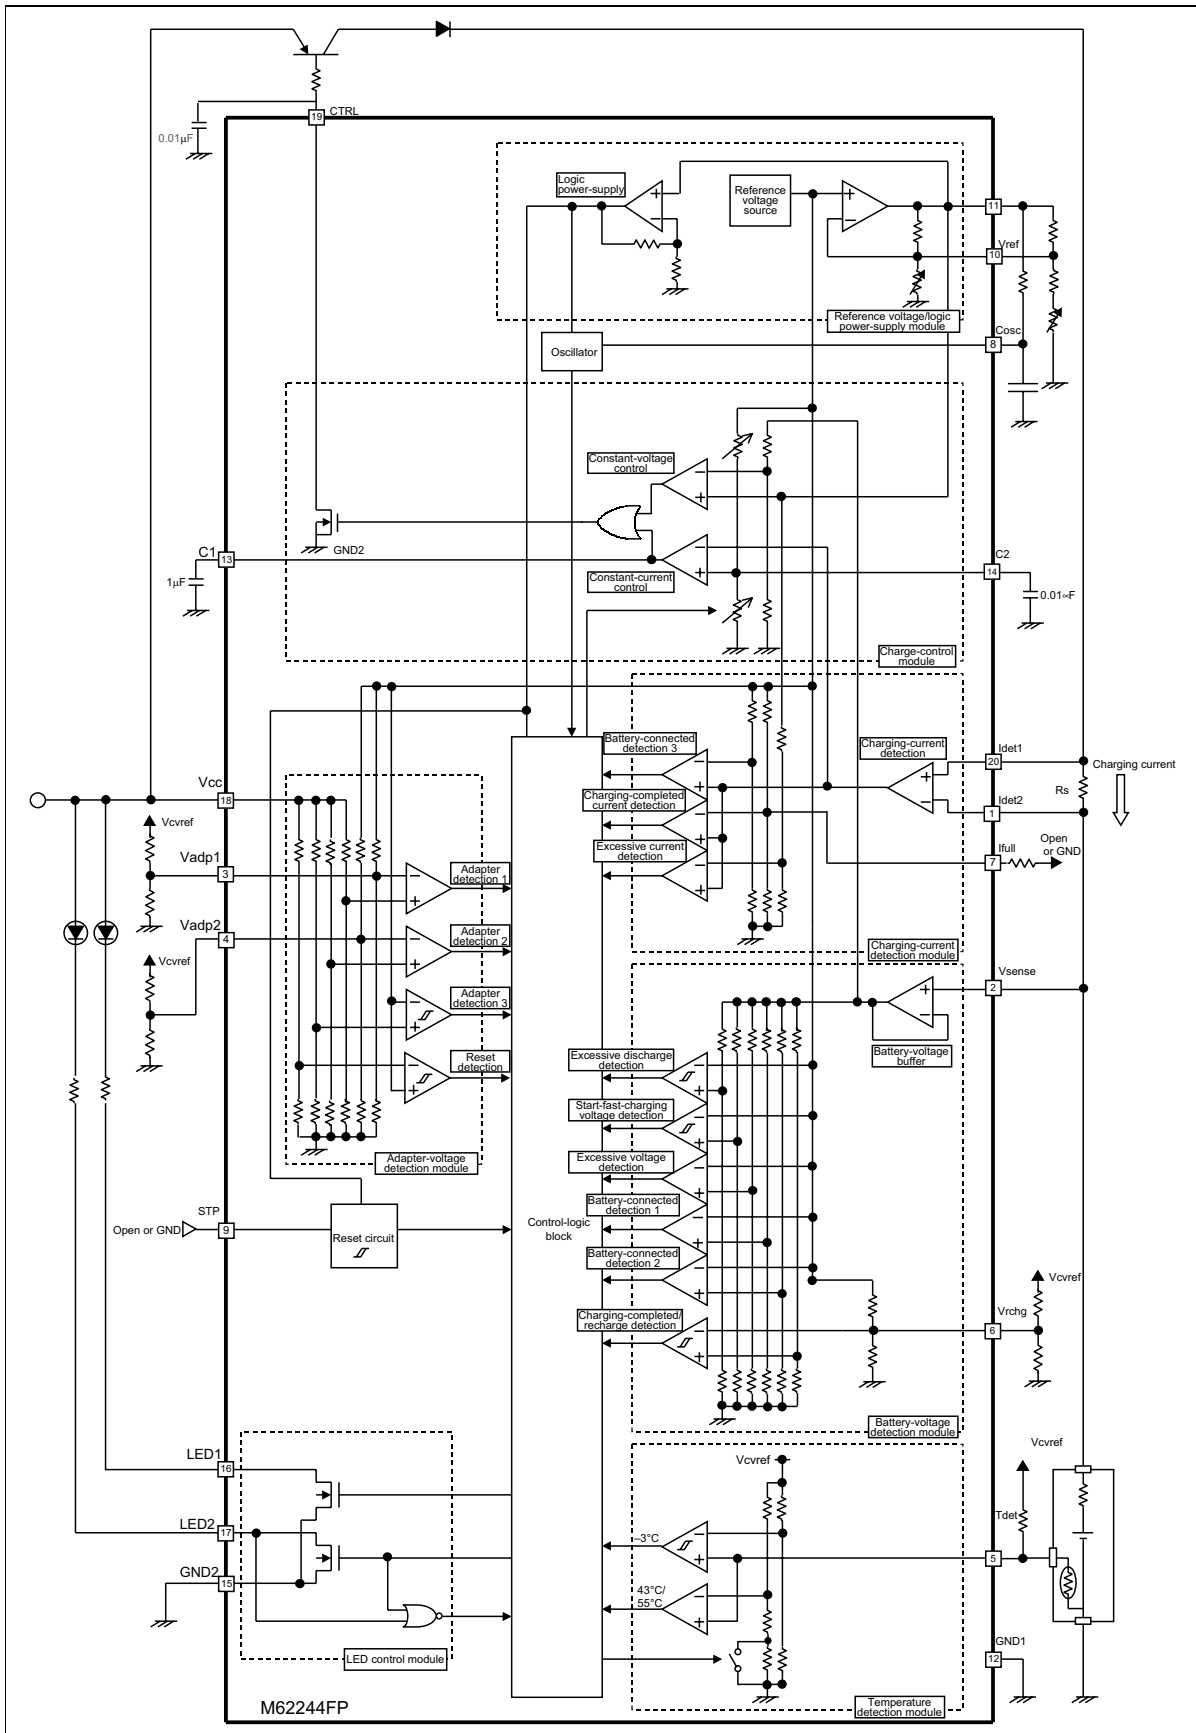 CTRL
19
0.01µF
Logic
power-supply
Reference
voltage
source
11
Vref
10
Reference voltage/logic
power-supply module
Cosc
8
Oscillator
Constant-voltage
control
GND2
C1
13
1µF
Constant-current
control
C2
14
0.01∞F
Charge-control
module
Battery-connected
detection 3
Charging-current
detection
Idet1
20
Charging current
Rs
Vcc
18
Charging-completed
current detection
Idet2
1
Vcvref
Excessive current
detection
Ifull
7
Open
or GND
Vadp1
3
Adapter
detection 1
Vadp2
4
Adapter
detection 2
Charging-current
detection module
Vcvref
Adapter
detection 3
Vsense
2
Reset
detection
Excessive discharge
detection
Battery-voltage
buffer
Start-fast-charging
voltage detection
Adapter-voltage
detection module
Excessive voltage
detection
Battery-connected
detection 1
STP
Open or GND
9
Reset circuit
Control-logic
block
Battery-connected
detection 2
Vcvref
Charging-completed/
recharge detection
Vrchg
6
Battery-voltage
detection module
LED1
16
Vcvref
Vcvref
LED2
17
Tdet
–3°C
5
GND2
15
43°C/
55°C
GND1
12
LED control module
M62244FP
Temperature
detection module